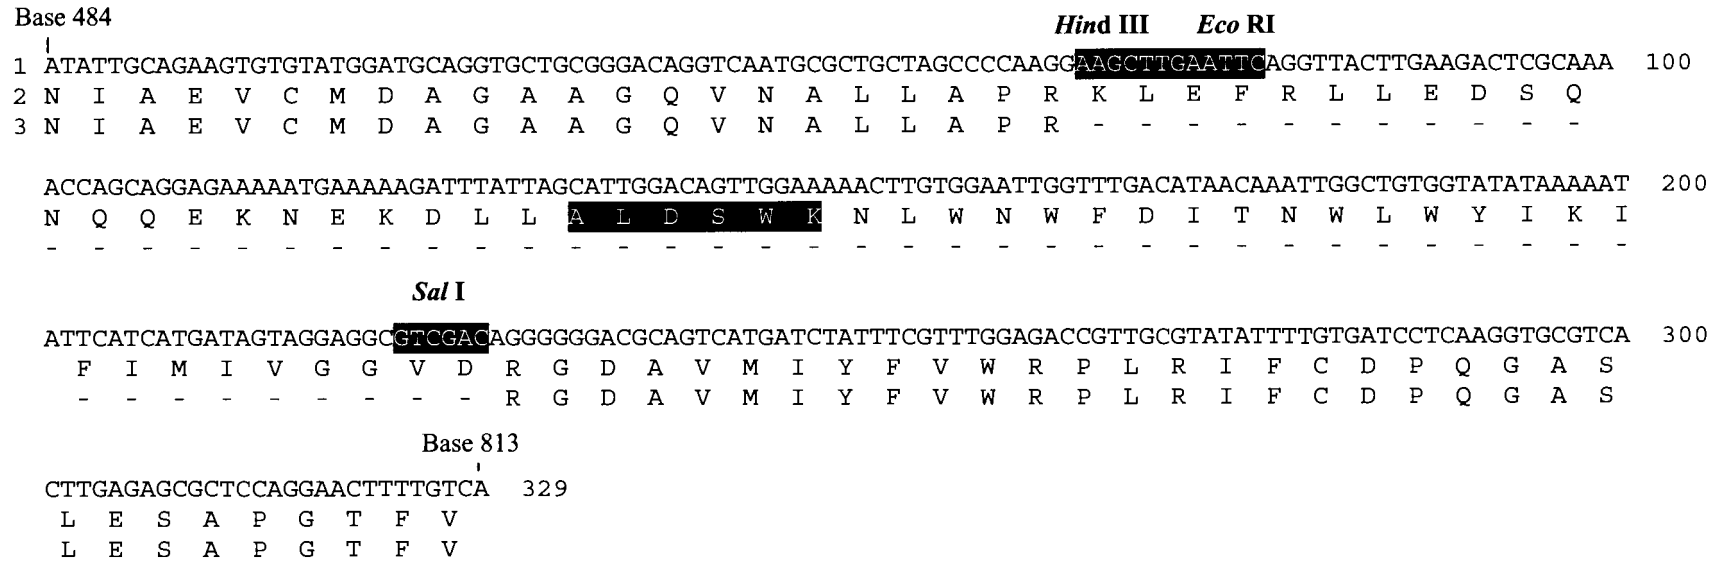 Base 484
Hind III Eco RI
1 ATATTGCAGAAGTGTGTATGGATGCAGGTGCTGCGGGACAGGTCAATGCGCTGCTAGCCCCAAGGAAGCTTGAATTCAGGTTACTTGAAGACTCGCAAA 100
2 N I A E V C M D A G A A G Q V N A L L A P R K L E F R L L E D S Q
3 N I A E V C M D A G A A G Q V N A L L A P R - - - - - - - - - - -
ACCAGCAGGAGAAAAATGAAAAAGATTTATTAGCATTGGACAGTTGGAAAAACTTGTGGAATTGGTTTGACATAACAAATTGGCTGTGGTATATAAAAAT 200
N Q Q E K N E K D L L A L D S W K N L W N W F D I T N W L W Y I K I
- - - - - - - - - - - - - - - - - - - - - - - - - - - - - - - - - -
Sal I
ATTCATCATGATAGTAGGAGGCGTCGACAGGGGGGACGCAGTCATGATCTATTTCGTTTGGAGACCGTTGCGTATATTTTGTGATCCTCAAGGTGCGTCA 300
F I M I V G G V D R G D A V M I Y F V W R P L R I F C D P Q G A S
- - - - - - - - - R G D A V M I Y F V W R P L R I F C D P Q G A S
Base 813
CTTGAGAGCGCTCCAGGAACTTTTGTCA 329
L E S A P G T F V
L E S A P G T F V